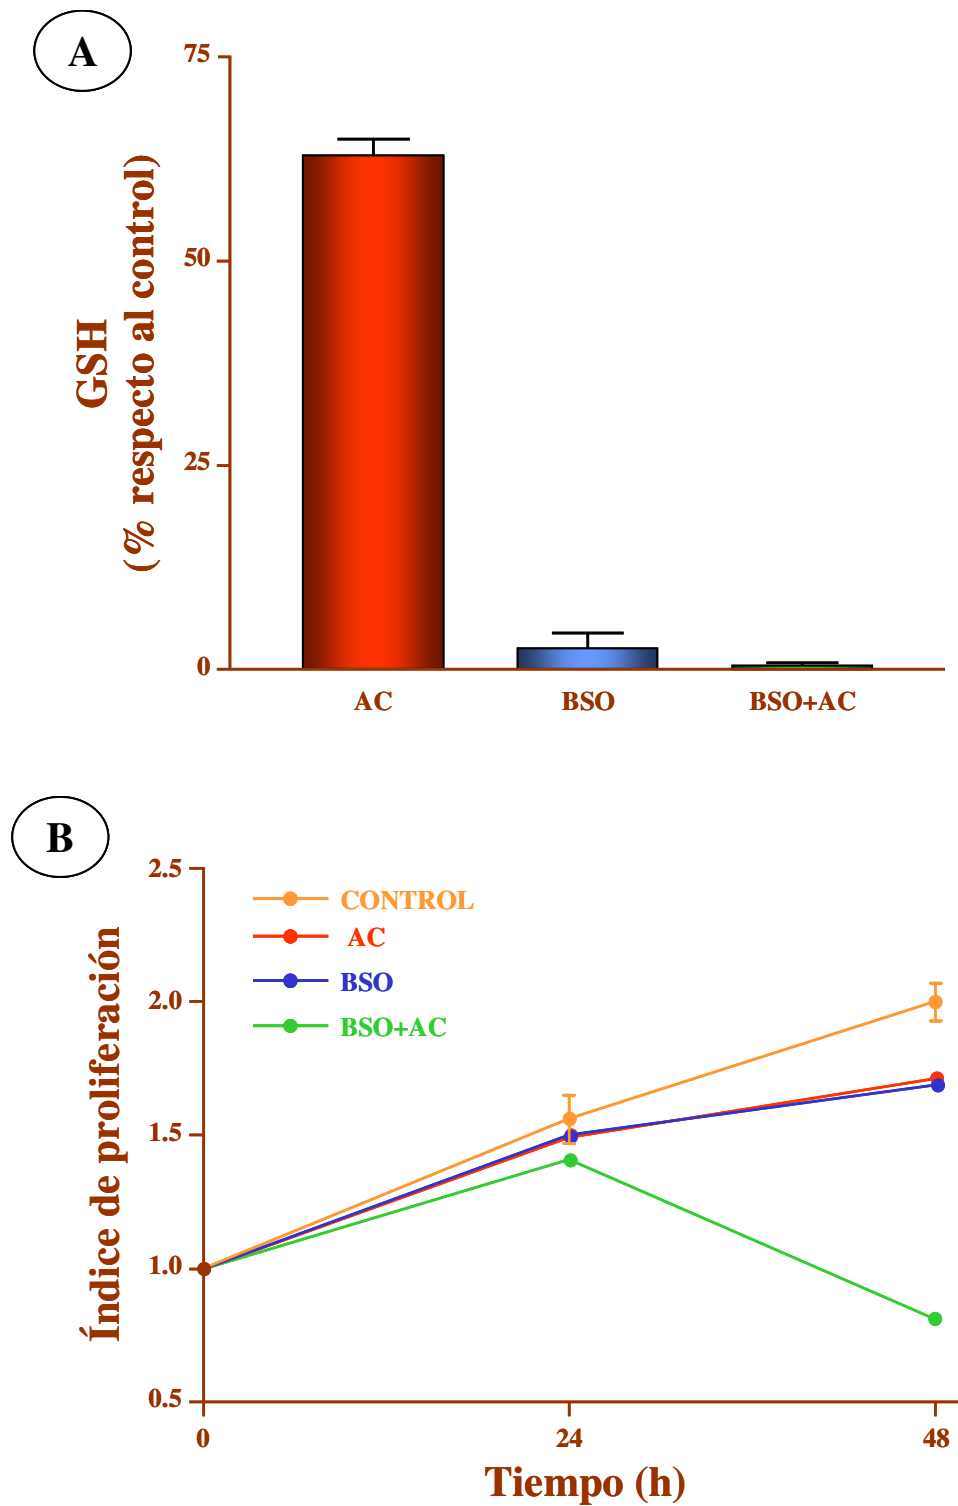 A
75
50
25
0
GSH
(% respecto al control)
AC
BSO
BSO+AC
B
2.5
2.0
1.5
1.0
0.5
Índice de proliferación
CONTROL
AC
BSO
BSO+AC
0
24
48
Tiempo (h)